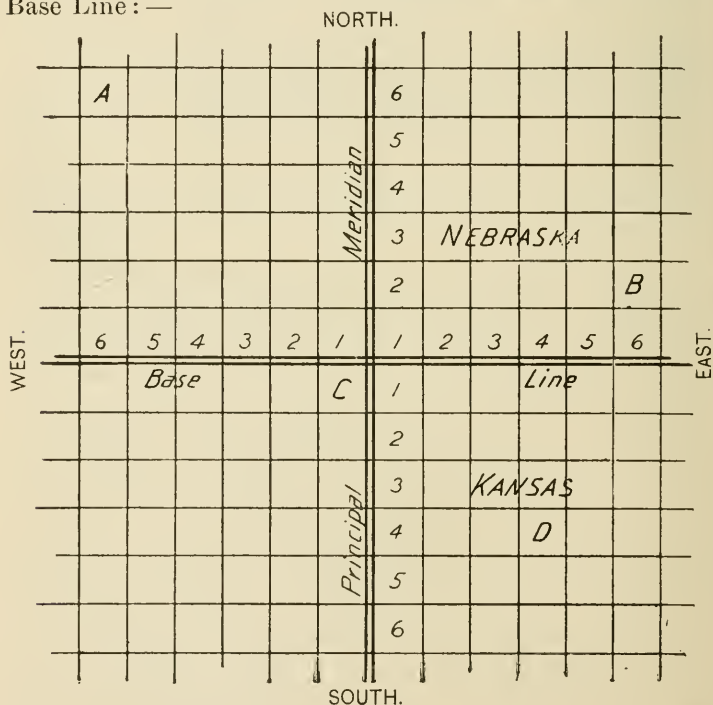 Base Line: —
NORTH.
A 6
5
Meridian
4
3 NEBRASKA
2 B
WEST.
6 5 4 3 2 1 1 2 3 4 5 6
EAST.
Base C 1 Line
2
3 KANSAS
Principal
4 D
5
6
SOUTH.